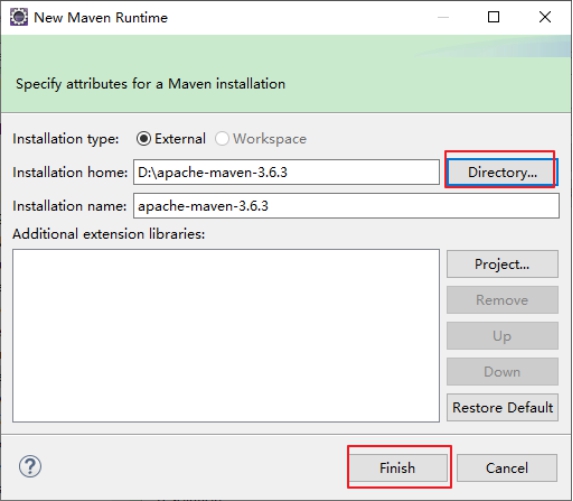 New Maven Runtime
Specify attributes for a Maven installation
Installation type: External Workspace
Installation home: D:\apache-maven-3.6.3 Directory...
Installation name: apache-maven-3.6.3
Additional extension libraries:
Project...
Remove
Up
Down
Restore Default
? Finish Cancel